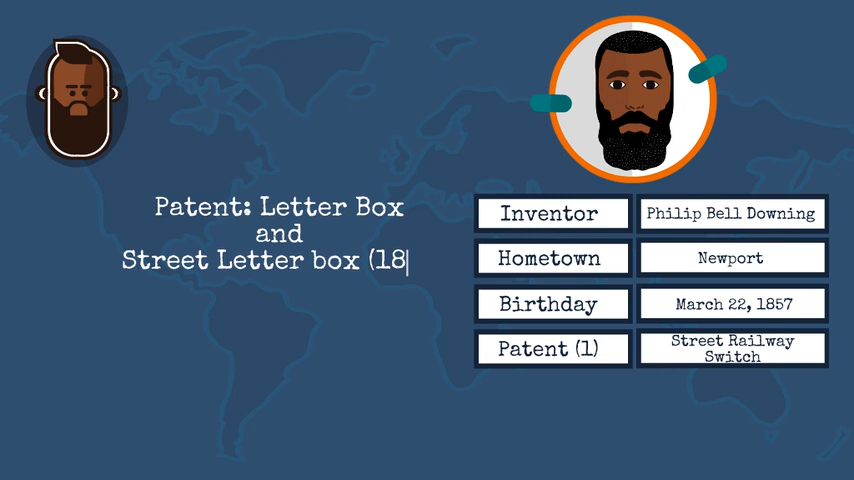 Patent: Letter Box
and
Street Letter box (18
Inventor
Philip Bell Downing
Hometown
Newport
Birthday
March 22, 1857
Patent (1)
Street Railway
Switch